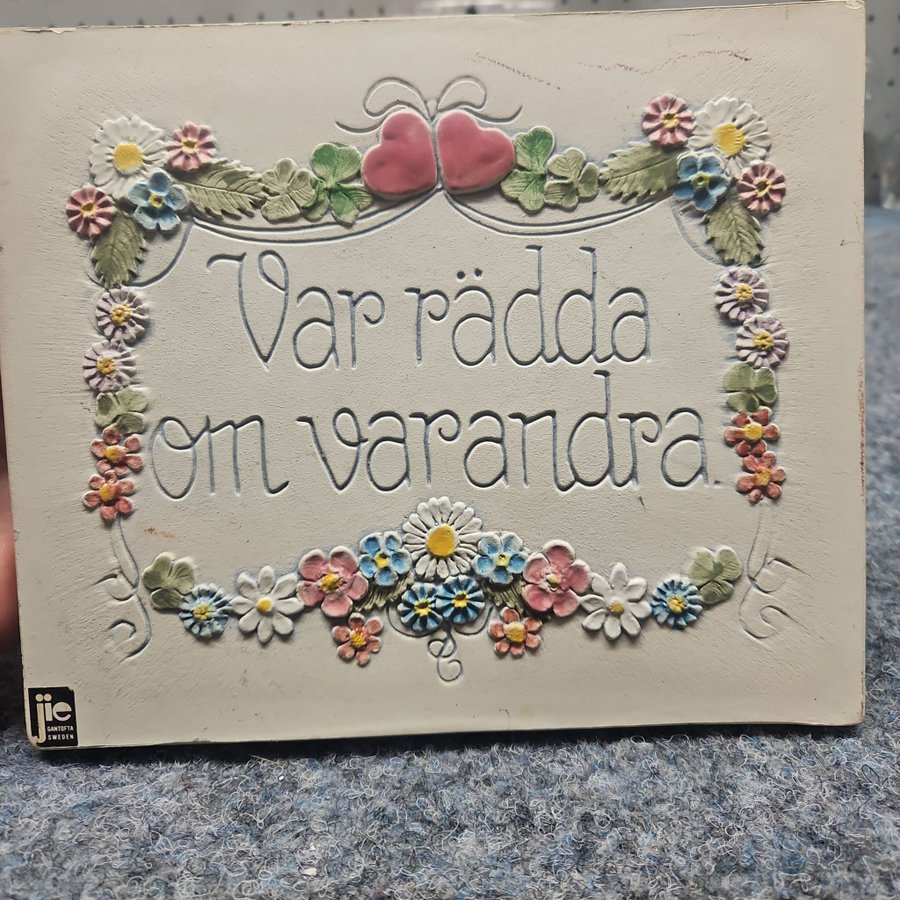 Var rädda
om varandra.
jie
GANTOFTA
SWEDEN